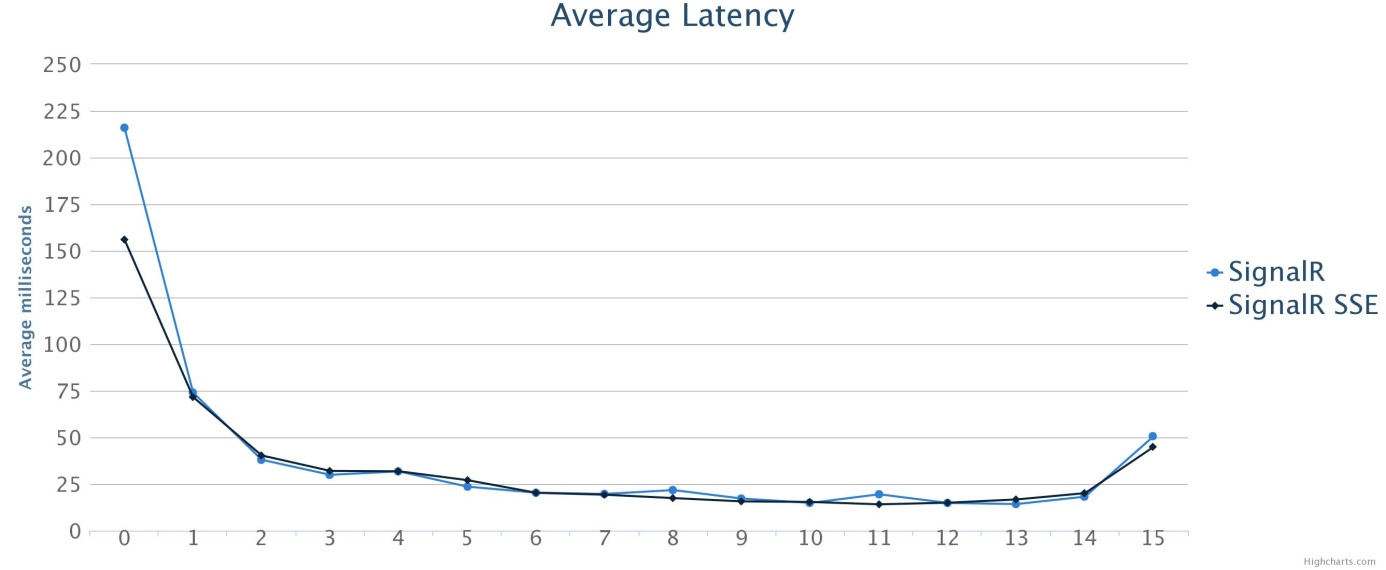 Average Latency
250
225
200
175
150
125
100
75
50
25
0
Average milliseconds
0 1 2 3 4 5 6 7 8 9 10 11 12 13 14 15
SignalR
SignalR SSE
Highcharts.com